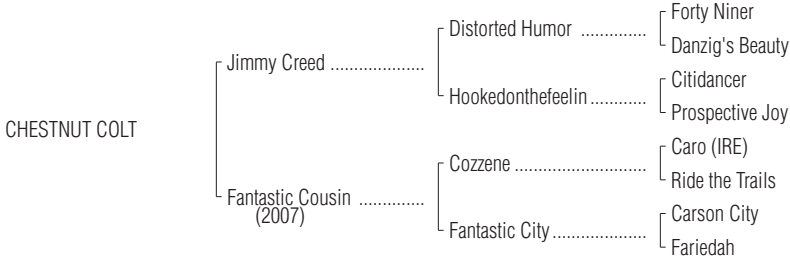 Forty Niner
Distorted Humor ..............
Danzig's Beauty
Jimmy Creed ....................
Citidancer
Hookedonthefeelin ............
Prospective Joy
CHESTNUT COLT
Caro (IRE)
Cozzene ............................
Ride the Trails
Fantastic Cousin ..............
(2007)
Carson City
Fantastic City ....................
Fariedah